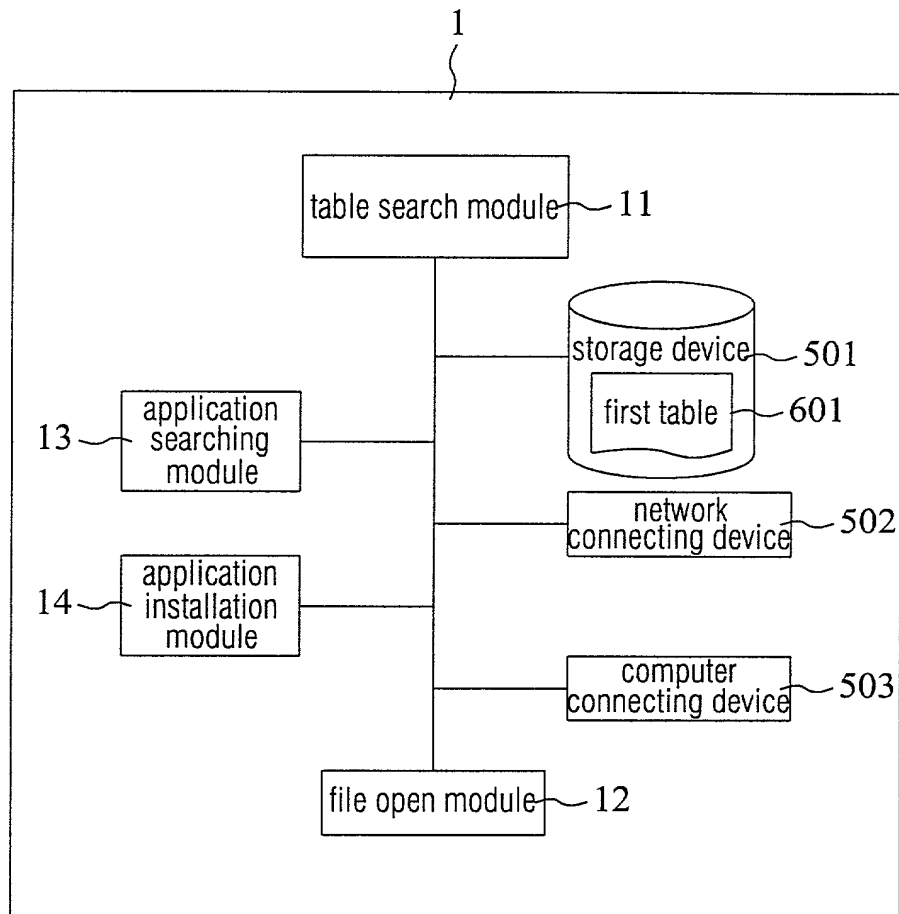 1
table search module
11
storage device
501
first table
601
application
searching
module
13
network
connecting device
502
application
installation
module
14
computer
connecting device
503
file open module
12